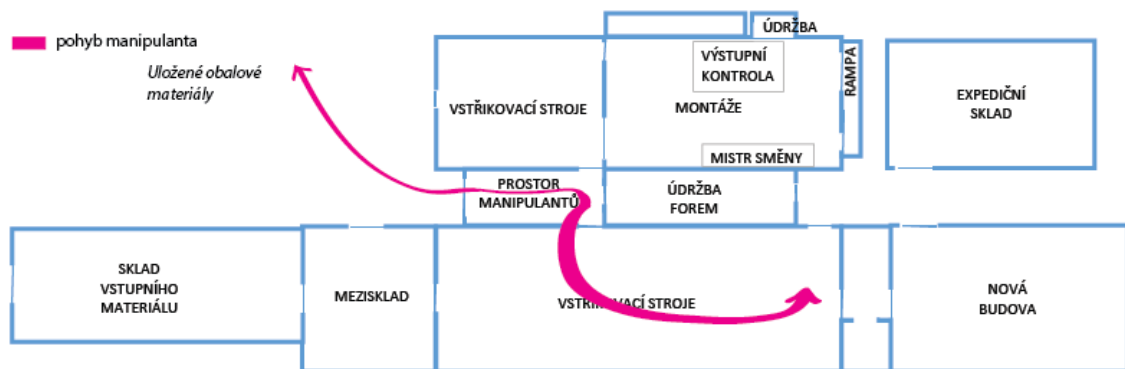 pohyb manipulanta
Uložené obalové
materiály
ÚDRŽBA
VÝSTUPNÍ
KONTROLA
RAMPA
VSTŘIKOVACÍ STROJE
MONTÁŽE
EXPEDIČNÍ
SKLAD
MISTR SMĚNY
PROSTOR
MANIPULANTŮ
ÚDRŽBA
FOREM
SKLAD
VSTUPNÍHO
MATERIÁLU
MEZISKLAD
VSTŘIKOVACÍ STROJE
NOVÁ
BUDOVA